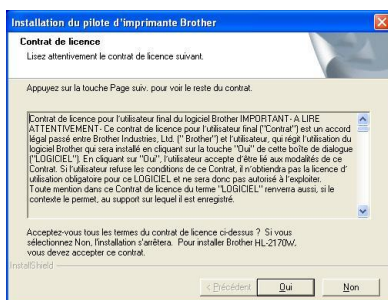 Installation du pilote d'imprimante Brother
Contrat de licence
Lisez attentivement le contrat de licence suivant.
Appuyez sur la touche Page suiv. pour voir le reste du contrat.
Contrat de licence pour l'utilisateur final du logiciel Brother IMPORTANT- A LIRE
ATTENTIVEMENT- Ce contrat de licence pour l'utilisateur final ("Contrat") est un accord
légal passé entre Brother Industries, Ltd. (" Brother") et l'utilisateur, qui régit l'utilisation du
logiciel Brother qui sera installé en cliquant sur la touche "Oui" de cette boîte de dialogue
("LOGICIEL"). En cliquant sur "Oui", l'utilisateur accepte d'être lié aux modalités de ce
Contrat. Si l'utilisateur refuse les conditions de ce Contrat, il n'obtiendra pas la licence d'
utilisation obligatoire pour ce LOGICIEL et ne sera donc pas autorisé à l'exploiter.
Toute mention dans ce Contrat de licence du terme "LOGICIEL" renverra aussi, si le
contexte le permet, au support sur lequel il est enregistré.
Acceptez-vous tous les termes du contrat de licence ci-dessus ? Si vous
sélectionnez Non, l'installation s'arrêtera. Pour installer Brother HL-2170W,
vous devez accepter ce contrat.
InstallShield
< Précédent
Oui
Non